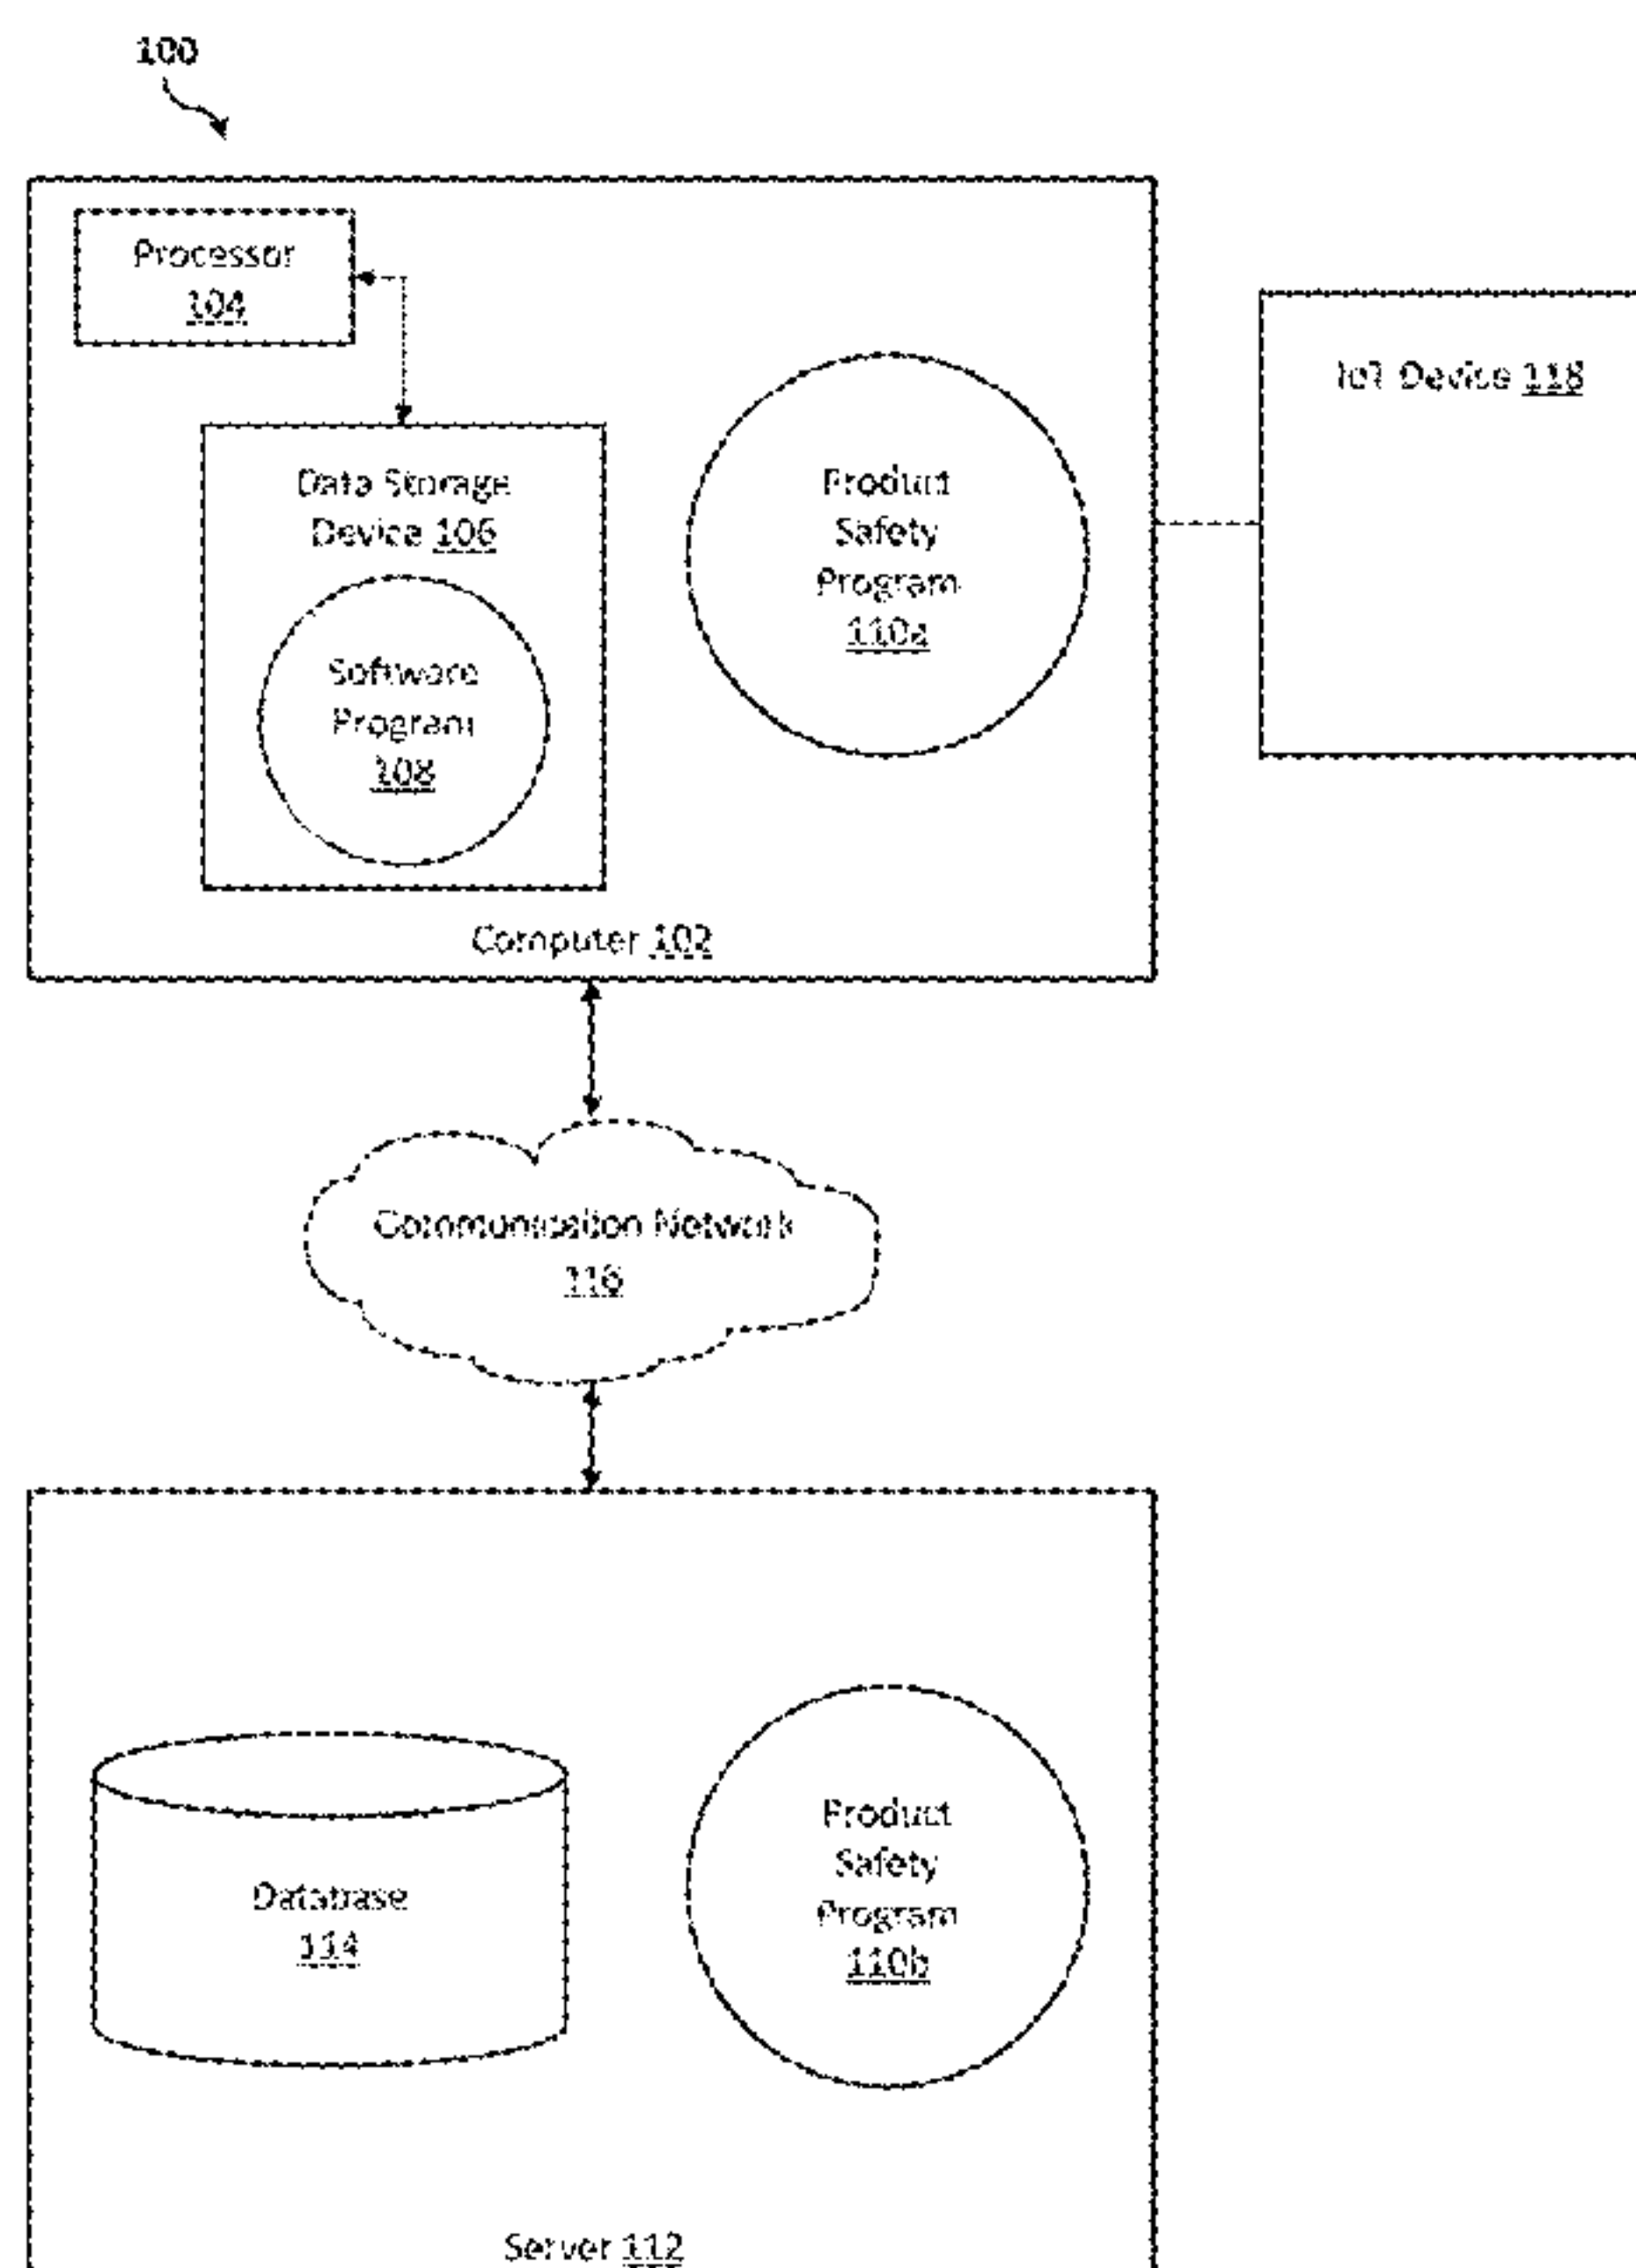 100
Processor
104
IoT Device 118
Data Storage
Device 106
Product
Safety
Program
110a
Software
Program
108
Computer 102
Communication Network
116
Database
114
Product
Safety
Program
110b
Server 112